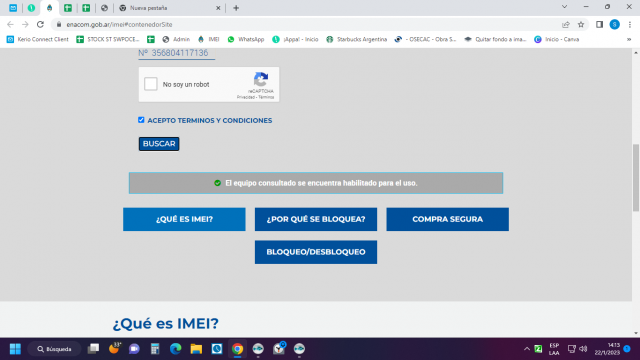 Nueva pestaña
enacom.gob.ar/imei#contenedorSite
Kerio Connect Client
STOCK ST SWPOCE...
Admin
IMEI
WhatsApp
¡Appa! - Inicio
Starbucks Argentina
- OSECAC - Obra S...
Quitar fondo a ima...
Inicio - Canva
N° 356804117136
No soy un robot
reCAPTCHA
Privacidad - Términos
ACEPTO TERMINOS Y CONDICIONES
BUSCAR
El equipo consultado se encuentra habilitado para el uso.
¿QUÉ ES IMEI?
¿POR QUÉ SE BLOQUEA?
COMPRA SEGURA
BLOQUEO/DESBLOQUEO
¿Qué es IMEI?
Búsqueda
33°
ESP
LAA
14:13
22/1/2023